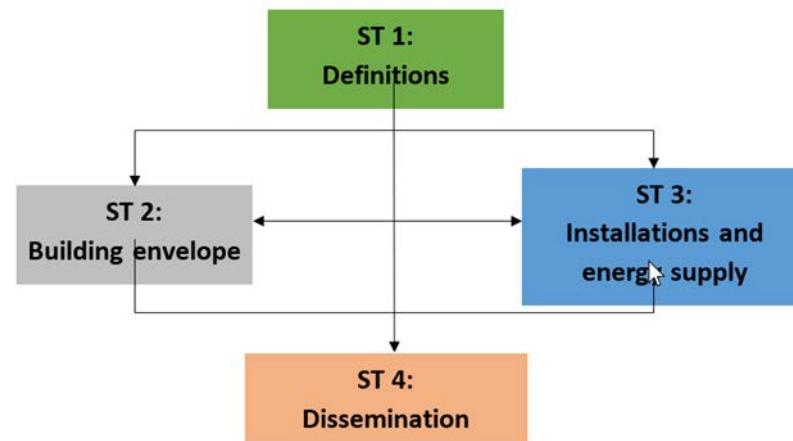 ST 1:
Definitions
ST 2:
Building envelope
ST 3:
Installations and
energy supply
ST 4:
Dissemination